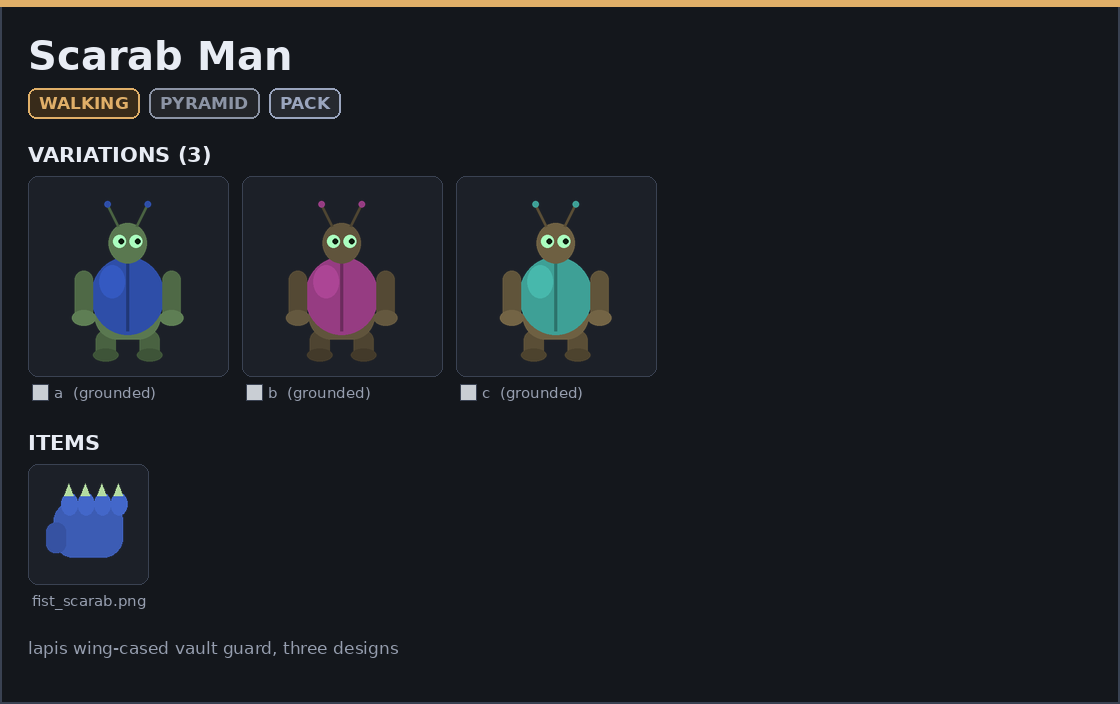 Scarab Man
WALKING PYRAMID PACK
VARIATIONS (3)
a (grounded) b (grounded) c (grounded)
ITEMS
fist_scarab.png
lapis wing-cased vault guard, three designs